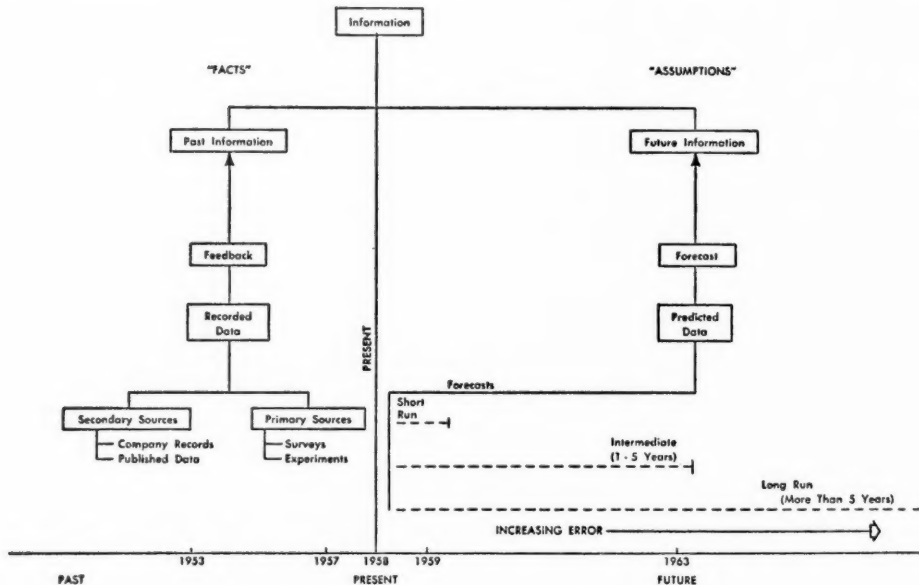 Information
"FACTS"
"ASSUMPTIONS"
Past Information
Future Information
Feedback
Forecast
Recorded
Data
Predicted
Data
PRESENT
Forecasts
Secondary Sources
Company Records
Published Data
Primary Sources
Surveys
Experiments
Short
Run
Intermediate
(1 - 5 Years)
Long Run
(More Than 5 Years)
INCREASING ERROR
1953
1957
1958
1959
1963
PAST
PRESENT
FUTURE